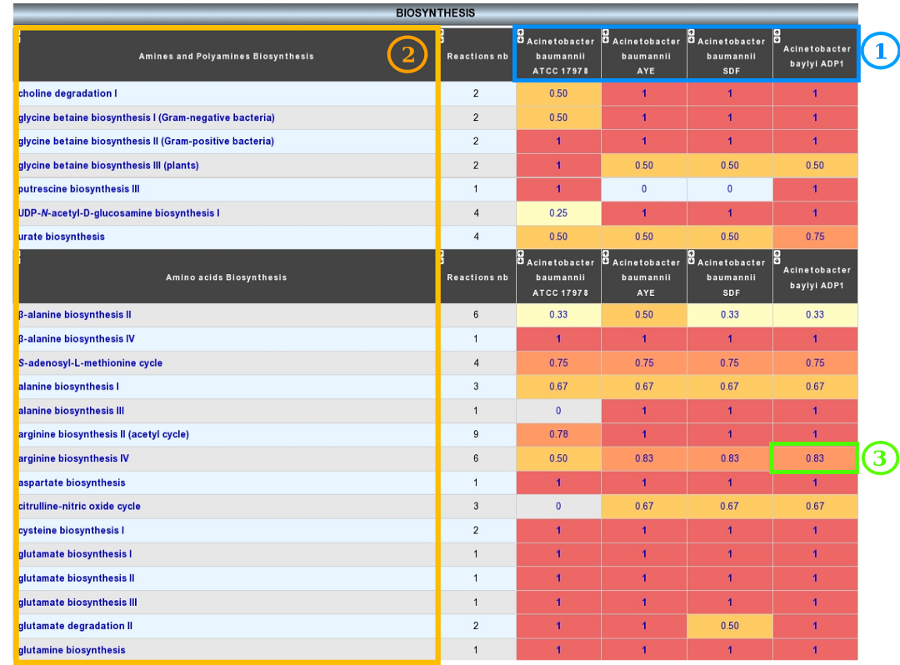 BIOSYNTHESIS
Amines and Polyamines Biosynthesis 2 Reactions nb Acinetobacter baumannii ATCC 17978 Acinetobacter baumannii AYE Acinetobacter baumannii SDF Acinetobacter baylyi ADP1 1
choline degradation I 2 0.50 1 1 1
glycine betaine biosynthesis I (Gram-negative bacteria) 2 0.50 1 1 1
glycine betaine biosynthesis II (Gram-positive bacteria) 2 1 1 1 1
glycine betaine biosynthesis III (plants) 2 1 0.50 0.50 0.50
putrescine biosynthesis III 1 1 0 0 1
UDP-N-acetyl-D-glucosamine biosynthesis I 4 0.25 1 1 1
urate biosynthesis 4 0.50 0.50 0.50 0.75
Amino acids Biosynthesis Reactions nb Acinetobacter baumannii ATCC 17978 Acinetobacter baumannii AYE Acinetobacter baumannii SDF Acinetobacter baylyi ADP1
β-alanine biosynthesis II 6 0.33 0.50 0.33 0.33
β-alanine biosynthesis IV 1 1 1 1 1
S-adenosyl-L-methionine cycle 4 0.75 0.75 0.75 0.75
alanine biosynthesis I 3 0.67 0.67 0.67 0.67
alanine biosynthesis III 1 0 1 1 1
arginine biosynthesis II (acetyl cycle) 9 0.78 1 1 1
arginine biosynthesis IV 6 0.50 0.83 0.83 0.83 3
aspartate biosynthesis 1 1 1 1 1
citrulline-nitric oxide cycle 3 0 0.67 0.67 0.67
cysteine biosynthesis I 2 1 1 1 1
glutamate biosynthesis I 1 1 1 1 1
glutamate biosynthesis II 1 1 1 1 1
glutamate biosynthesis III 1 1 1 1 1
glutamate degradation II 2 1 1 0.50 1
glutamine biosynthesis 1 1 1 1 1